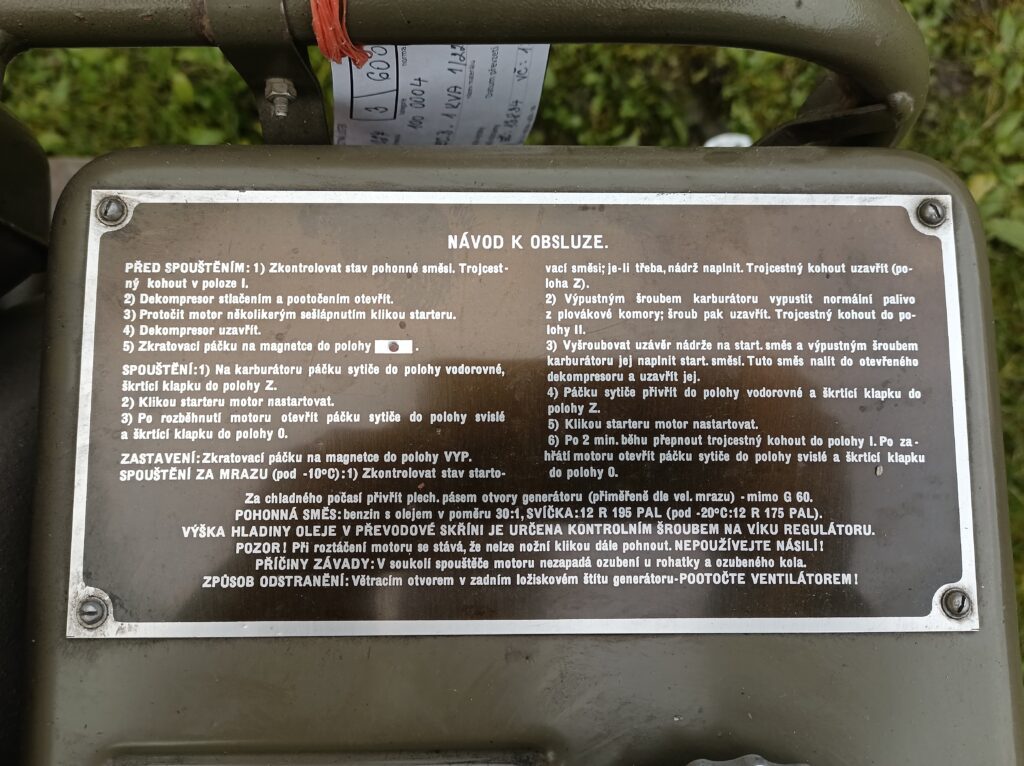 3
100 0004
1 KVA 1/22
NÁVOD K OBSLUZE.
PŘED SPOUŠTĚNÍM: 1) Zkontrolovat stav pohonné směsi. Trojcest-
ný kohout v poloze I.
2) Dekompresor stlačením a pootočením otevřít.
3) Protočit motor několikerým sešlápnutím klikou starteru.
4) Dekompresor uzavřít.
5) Zkratovací páčku na magnetce do polohy .
SPOUŠTĚNÍ: 1) Na karburátoru páčku sytiče do polohy vodorovné,
škrtící klapku do polohy Z.
2) Klikou starteru motor nastartovat.
3) Po rozběhnutí motoru otevřít páčku sytiče do polohy svislé
a škrtící klapku do polohy 0.
ZASTAVENÍ: Zkratovací páčku na magnetce do polohy VYP.
SPOUŠTĚNÍ ZA MRAZU (pod -10°C): 1) Zkontrolovat stav starto-
vací směsi; je-li třeba, nádrž naplnit. Trojcestný kohout uzavřít (po-
loha Z).
2) Výpustným šroubem karburátoru vypustit normální palivo
z plovákové komory; šroub pak uzavřít. Trojcestný kohout do po-
lohy II.
3) Vyšroubovat uzávěr nádrže na start. směs a výpustným šroubem
karburátoru jej naplnit start. směsí. Tuto směs nalít do otevřeného
dekompresoru a uzavřít jej.
4) Páčku sytiče přivřít do polohy vodorovné a škrtící klapku do
polohy Z.
5) Klikou starteru motor nastartovat.
6) Po 2 min. běhu přepnout trojcestný kohout do polohy I. Po za-
hřátí motoru otevřít páčku sytiče do polohy svislé a škrtící klapku
do polohy 0.
Za chladného počasí přivřít plech. pásem otvory generátoru (přiměřeně dle vel. mrazu) - mimo G 60.
POHONNÁ SMĚS: benzin s olejem v poměru 30:1, SVÍČKA: 12 R 195 PAL (pod -20°C: 12 R 175 PAL).
VÝŠKA HLADINY OLEJE V PŘEVODOVÉ SKŘÍNI JE URČENA KONTROLNÍM ŠROUBEM NA VÍKU REGULÁTORU.
POZOR! Při roztáčení motoru se stává, že nelze nožní klikou dále pohnout. NEPOUŽÍVEJTE NÁSILÍ!
PŘÍČINY ZÁVADY: V soukolí spouštěče motoru nezapadá ozubení u rohatky a ozubeného kola.
ZPŮSOB ODSTRANĚNÍ: Větracím otvorem v zadním ložiskovém štítu generátoru-POOTOČTE VENTILÁTOREM!